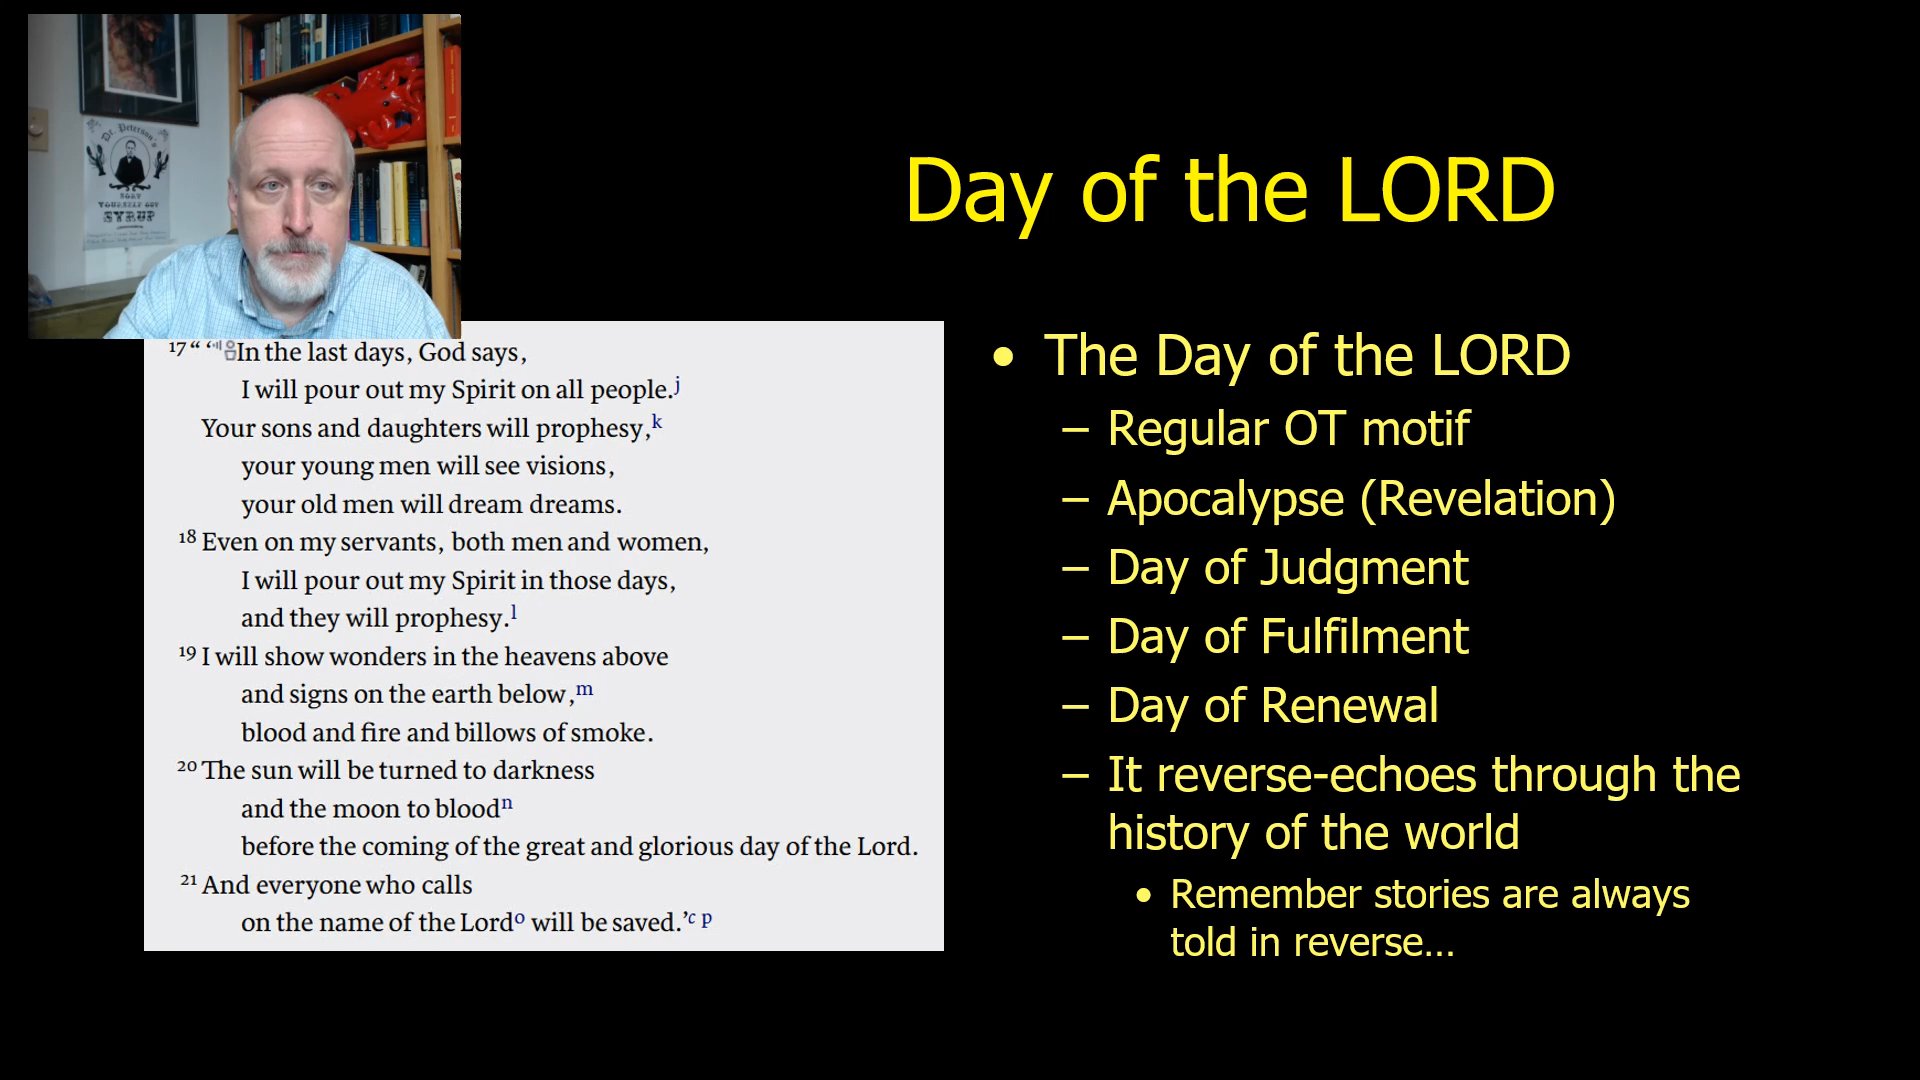 Dr. Peterson's
SORT
YOURSELF OUT
SYRUP
Day of the LORD
17 “ ‘In the last days, God says,
I will pour out my Spirit on all people.j
Your sons and daughters will prophesy,k
your young men will see visions,
your old men will dream dreams.
18 Even on my servants, both men and women,
I will pour out my Spirit in those days,
and they will prophesy.l
19 I will show wonders in the heavens above
and signs on the earth below,m
blood and fire and billows of smoke.
20 The sun will be turned to darkness
and the moon to bloodn
before the coming of the great and glorious day of the Lord.
21 And everyone who calls
on the name of the Lordo will be saved.’c p
• The Day of the LORD
– Regular OT motif
– Apocalypse (Revelation)
– Day of Judgment
– Day of Fulfilment
– Day of Renewal
– It reverse-echoes through the
history of the world
• Remember stories are always
told in reverse…